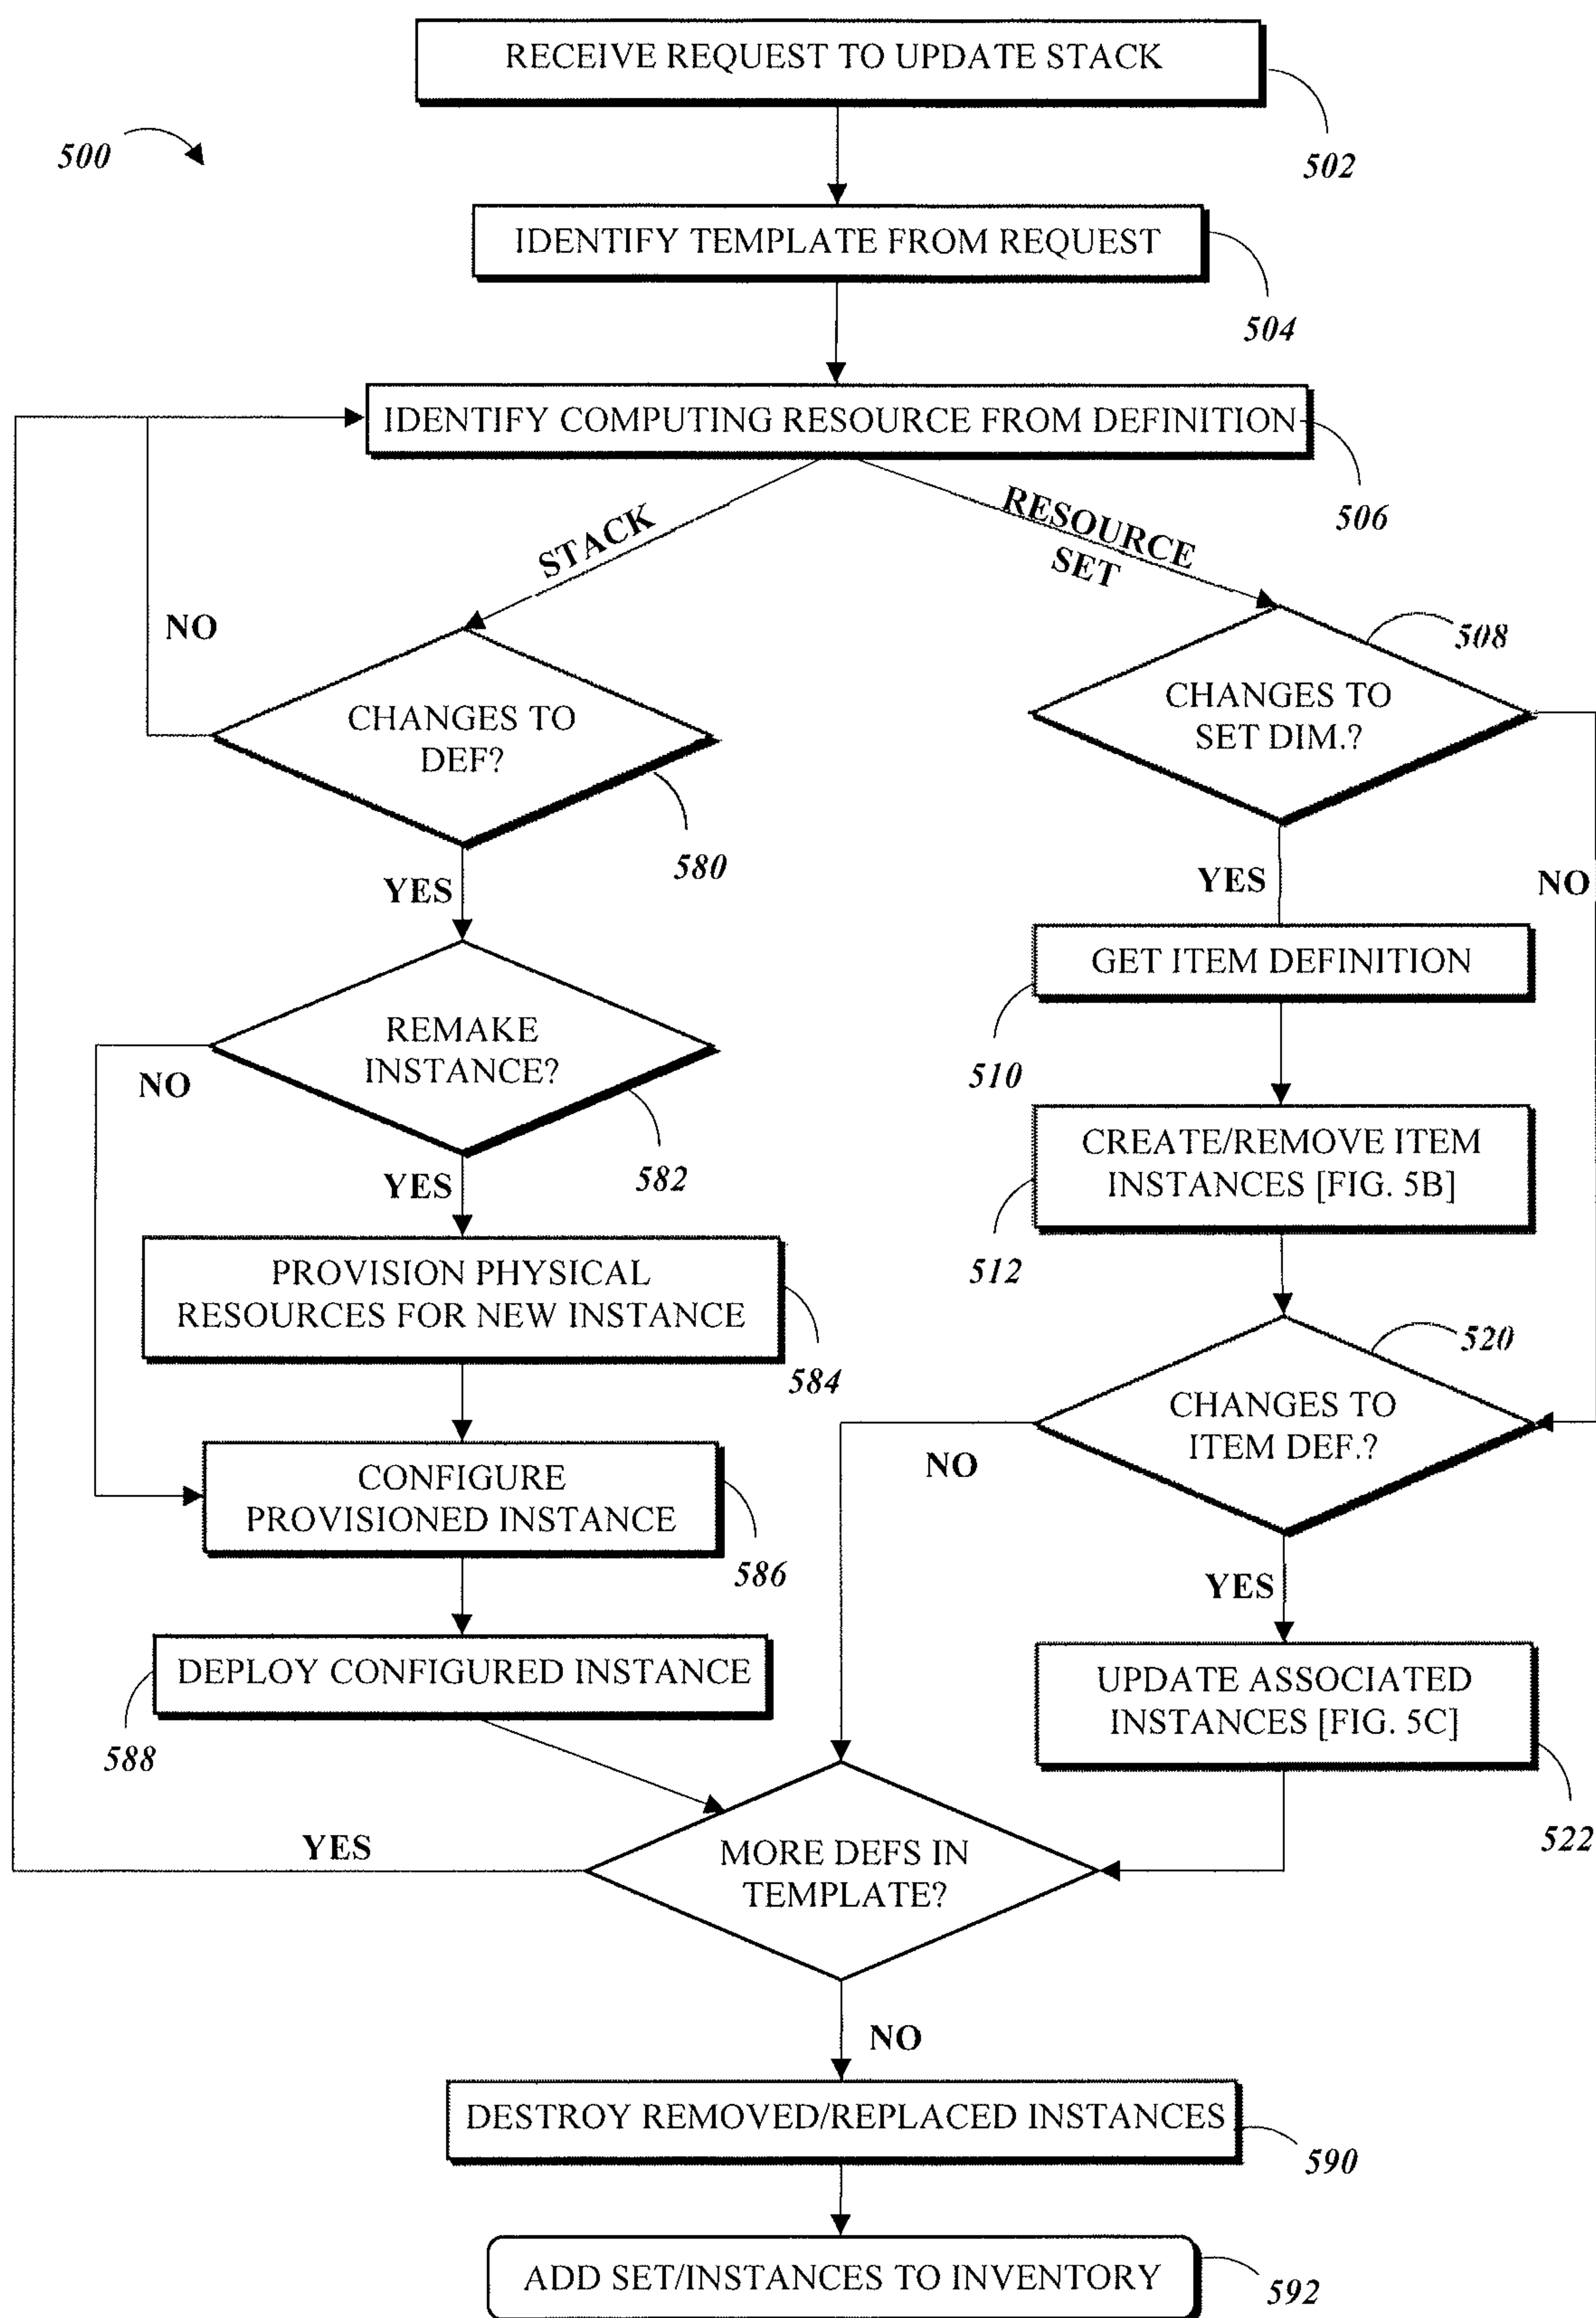 RECEIVE REQUEST TO UPDATE STACK
500
502
IDENTIFY TEMPLATE FROM REQUEST
504
IDENTIFY COMPUTING RESOURCE FROM DEFINITION
506
STACK
RESOURCE
SET
NO
508
CHANGES TO
DEF?
580
CHANGES TO
SET DIM.?
YES
YES
NO
GET ITEM DEFINITION
510
REMAKE
INSTANCE?
NO
582
YES
CREATE/REMOVE ITEM
INSTANCES [FIG. 5B]
512
PROVISION PHYSICAL
RESOURCES FOR NEW INSTANCE
584
520
CHANGES TO
ITEM DEF.?
NO
YES
CONFIGURE
PROVISIONED INSTANCE
586
DEPLOY CONFIGURED INSTANCE
588
UPDATE ASSOCIATED
INSTANCES [FIG. 5C]
522
YES
MORE DEFS IN
TEMPLATE?
NO
DESTROY REMOVED/REPLACED INSTANCES
590
ADD SET/INSTANCES TO INVENTORY
592